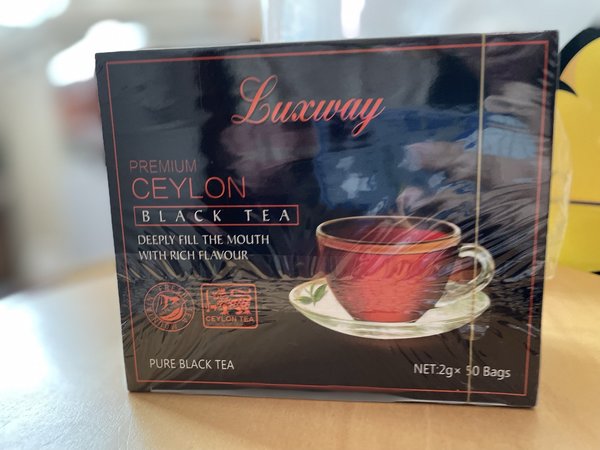 Luxway
PREMIUM
CEYLON
BLACK TEA
DEEPLY FILL THE MOUTH
WITH RICH FLAVOUR
CEYLON TEA
PURE BLACK TEA
NET:2g× 50 Bags